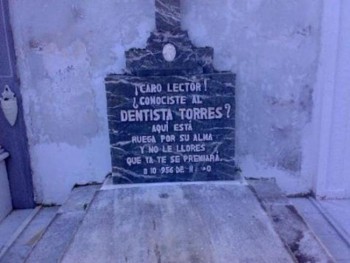 ¡CARO LECTOR!
¿CONOCISTE AL
DENTISTA TORRES?
AQUÍ ESTÁ
RUEGA POR SU ALMA
Y NO LE LLORES
QUE YA TE SE PREMIARÁ